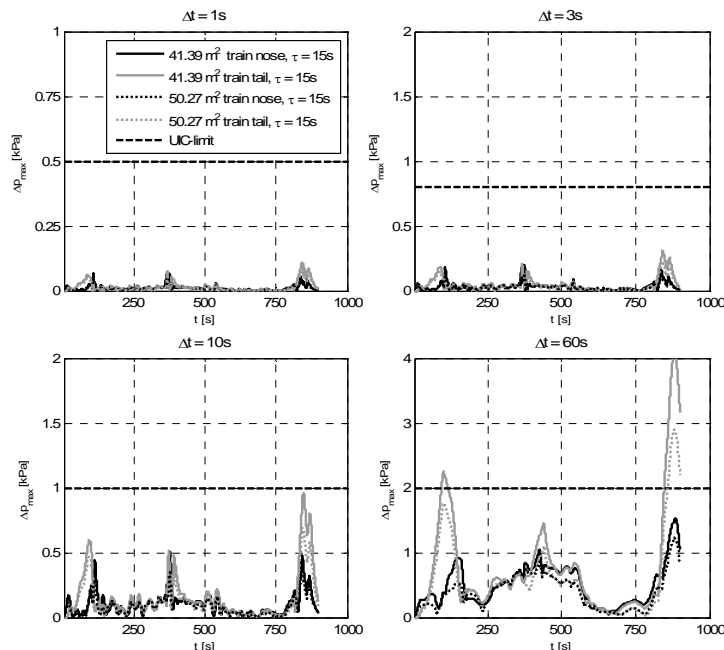 Δt = 1s
Δp_max [kPa]
1
0.75
0.5
0.25
0
0
250
500
750
1000
t [s]
41.39 m² train nose, τ = 15s
41.39 m² train tail, τ = 15s
50.27 m² train nose, τ = 15s
50.27 m² train tail, τ = 15s
UIC-limit
Δt = 3s
Δp_max [kPa]
2
1.5
1
0.5
0
250
500
750
1000
t [s]
Δt = 10s
Δp_max [kPa]
2
1.5
1
0.5
0
250
500
750
1000
t [s]
Δt = 60s
Δp_max [kPa]
4
3
2
1
0
250
500
750
1000
t [s]